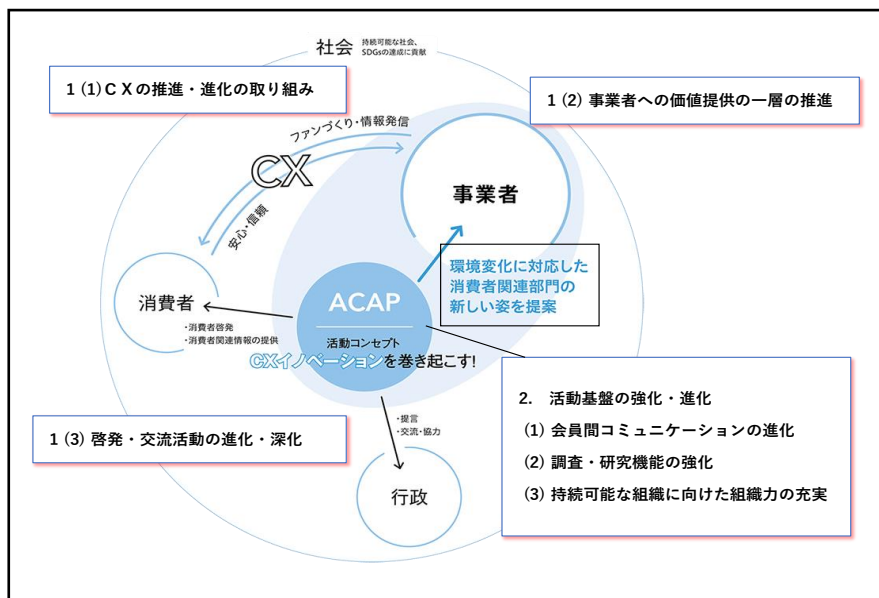 社会
持続可能な社会、
SDGsの達成に貢献
1 (1)ＣＸの推進・進化の取り組み
1 (2) 事業者への価値提供の一層の推進
ファンづくり・情報発信
CX
安心・信頼
事業者
環境変化に対応した
消費者関連部門の
新しい姿を提案
消費者
・消費者啓発
・消費者関連情報の提供
ACAP
活動コンセプト
CXイノベーションを巻き起こす!
2. 活動基盤の強化・進化
(1) 会員間コミュニケーションの進化
(2) 調査・研究機能の強化
(3) 持続可能な組織に向けた組織力の充実
1 (3) 啓発・交流活動の進化・深化
・提言
・交流・協力
行政